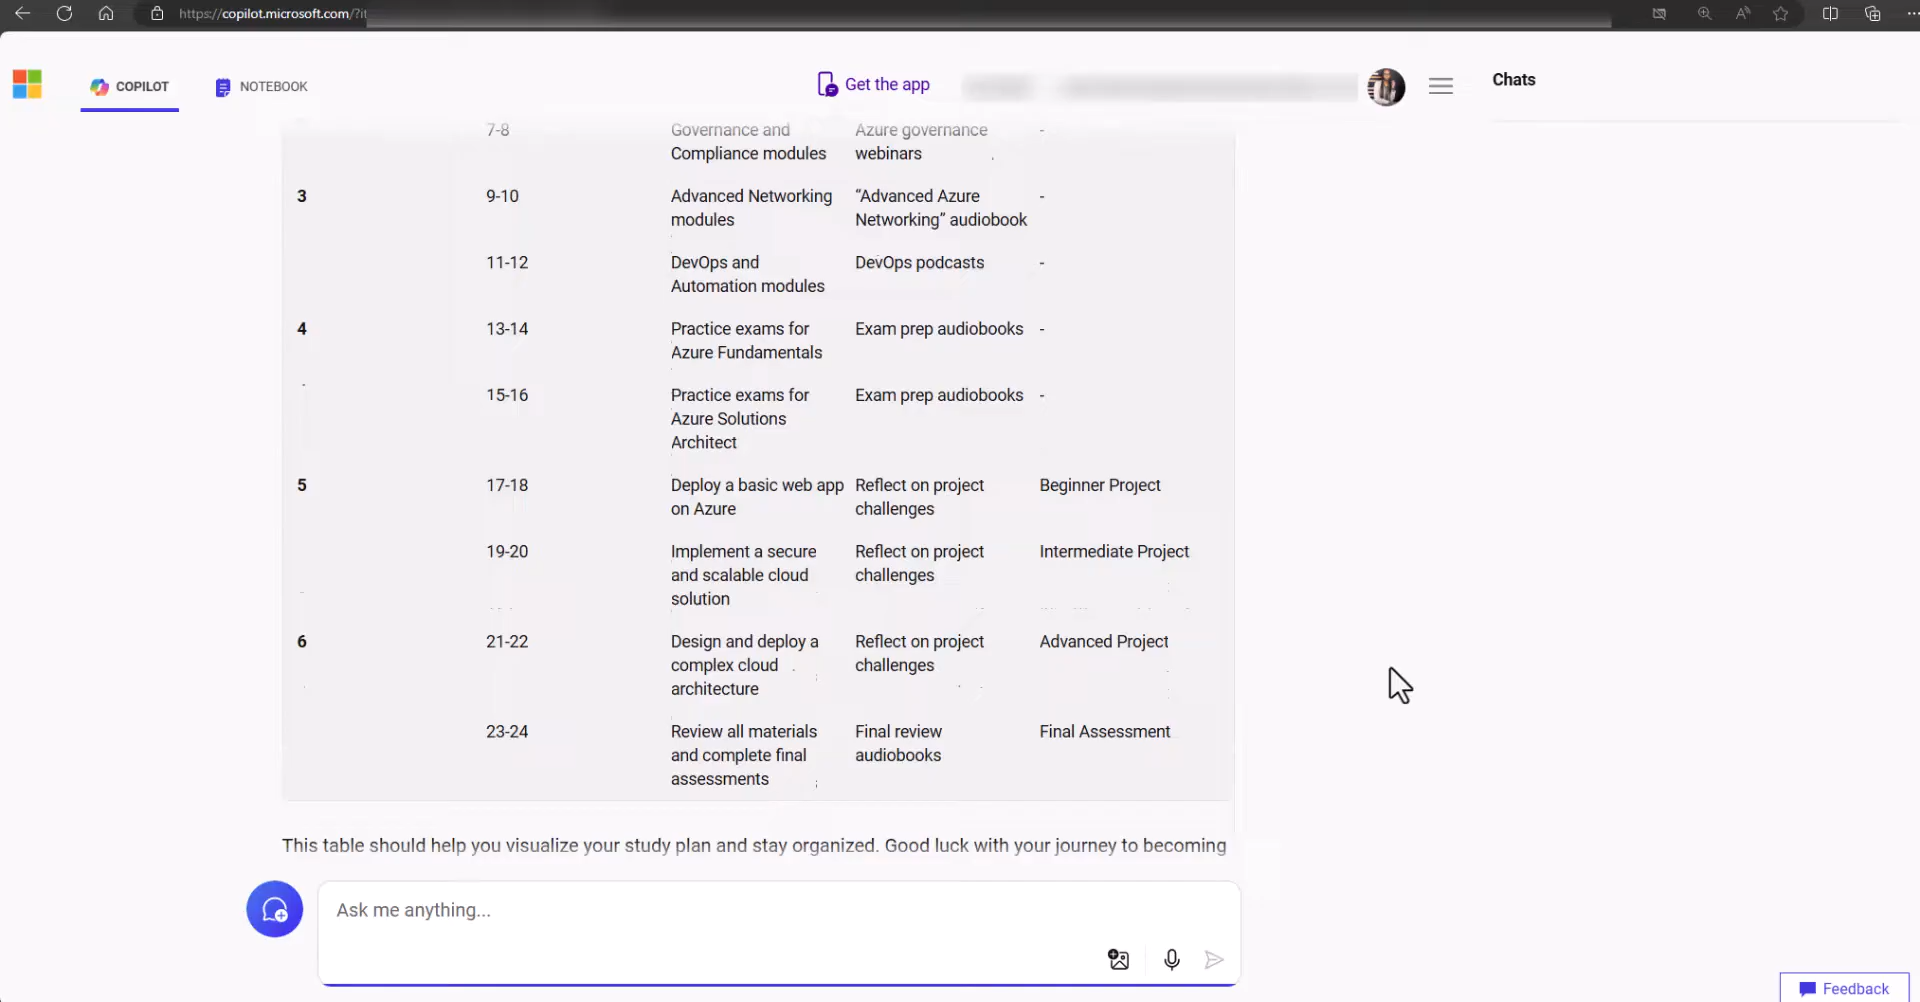 https://copilot.microsoft.com/?
COPILOT
NOTEBOOK
Get the app
Chats
7-8 Governance and Azure governance -
Compliance modules webinars
3 9-10 Advanced Networking “Advanced Azure -
modules Networking” audiobook
11-12 DevOps and DevOps podcasts -
Automation modules
4 13-14 Practice exams for Exam prep audiobooks -
Azure Fundamentals
15-16 Practice exams for Exam prep audiobooks -
Azure Solutions
Architect
5 17-18 Deploy a basic web app Reflect on project Beginner Project
on Azure challenges
19-20 Implement a secure Reflect on project Intermediate Project
and scalable cloud challenges
solution
6 21-22 Design and deploy a Reflect on project Advanced Project
complex cloud challenges
architecture
23-24 Review all materials Final review Final Assessment
and complete final audiobooks
assessments
This table should help you visualize your study plan and stay organized. Good luck with your journey to becoming
Ask me anything...
Feedback